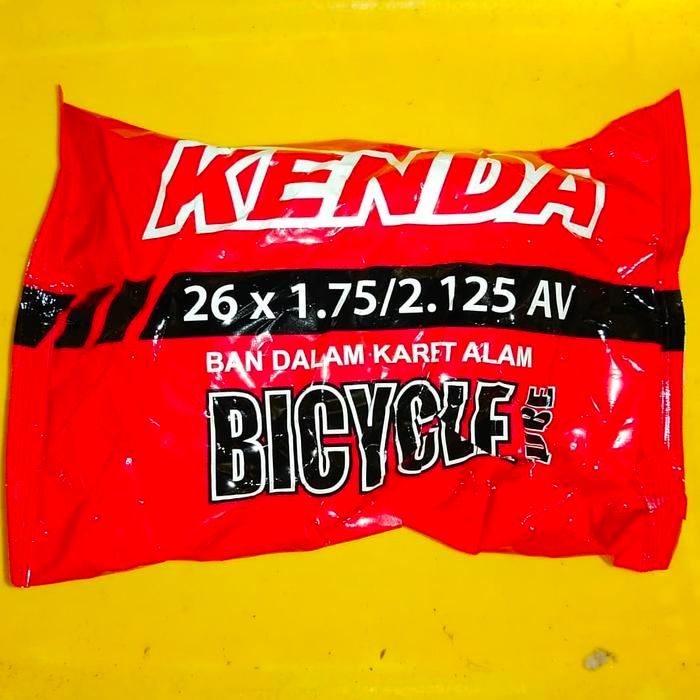 KENDA
26 x 1.75/2.125 AV
BAN DALAM KARET ALAM
BICYCLE